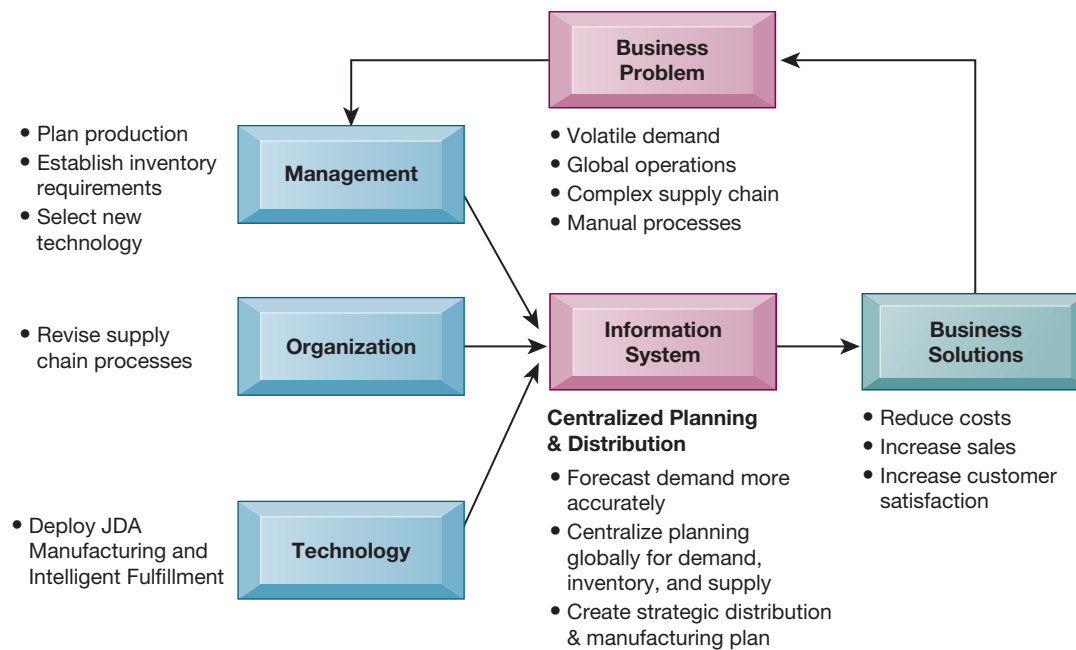 Business
Problem
• Plan production
• Establish inventory
requirements
• Select new
technology
Management
• Volatile demand
• Global operations
• Complex supply chain
• Manual processes
• Revise supply
chain processes
Organization
Information
System
Business
Solutions
Centralized Planning
& Distribution
• Forecast demand more
accurately
• Centralize planning
globally for demand,
inventory, and supply
• Create strategic distribution
& manufacturing plan
• Reduce costs
• Increase sales
• Increase customer
satisfaction
• Deploy JDA
Manufacturing and
Intelligent Fulfillment
Technology